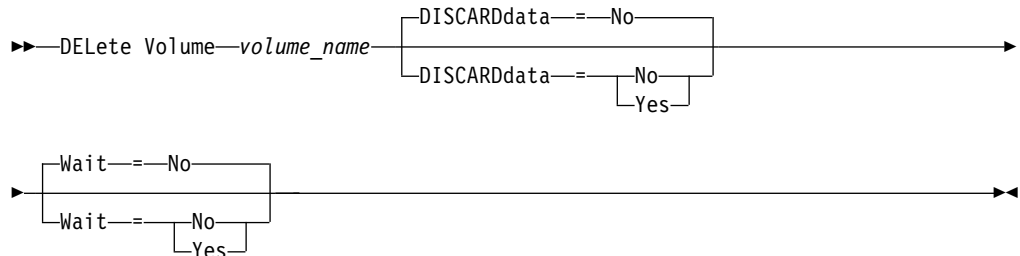 DISCARDdata = No
DELete Volume volume_name
DISCARDdata = No
Yes
Wait = No
Wait = No
Yes